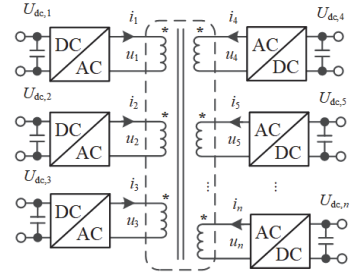 U_dc,1
DC
AC
i_1
*
u_1
*
i_4
u_4
AC
DC
U_dc,4
U_dc,2
DC
AC
i_2
*
u_2
*
i_5
u_5
AC
DC
U_dc,5
U_dc,3
DC
AC
i_3
*
u_3
...
...
*
i_n
u_n
AC
DC
U_dc,n